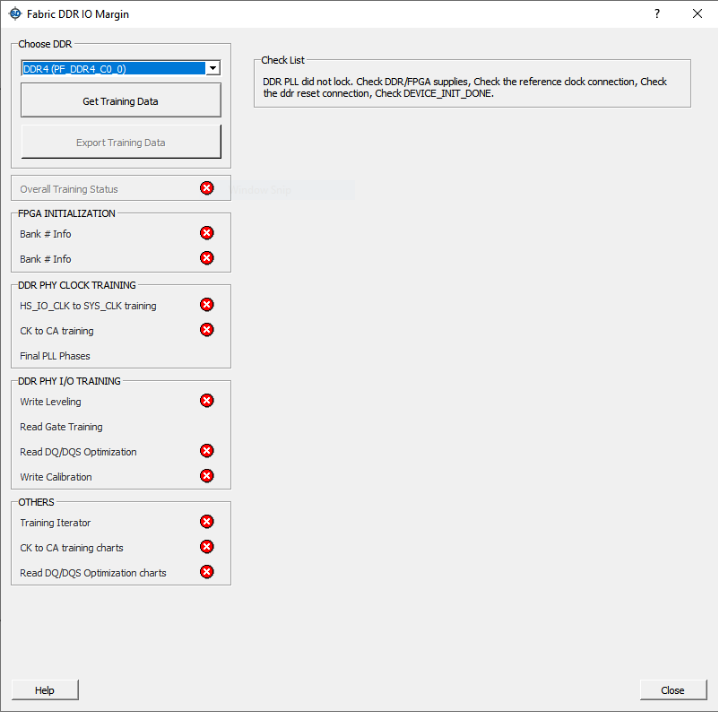 Fabric DDR IO Margin
?
Choose DDR
DDR4 (PF_DDR4_C0_0)
Get Training Data
Export Training Data
Overall Training Status
FPGA INITIALIZATION
Bank # Info
Bank # Info
DDR PHY CLOCK TRAINING
HS_IO_CLK to SYS_CLK training
CK to CA training
Final PLL Phases
DDR PHY I/O TRAINING
Write Leveling
Read Gate Training
Read DQ/DQS Optimization
Write Calibration
OTHERS
Training Iterator
CK to CA training charts
Read DQ/DQS Optimization charts
Check List
DDR PLL did not lock. Check DDR/FPGA supplies, Check the reference clock connection, Check
the ddr reset connection, Check DEVICE_INIT_DONE.
Help
Close